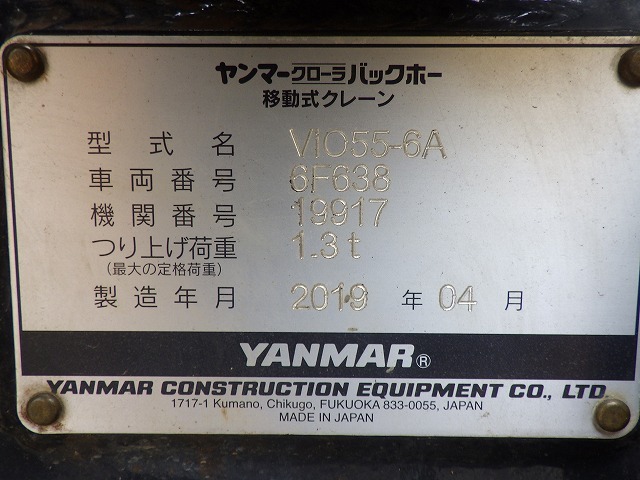 ヤンマークローラバックホー
移動式クレーン
型式名 ViO55-6A
車両番号 6F638
機関番号 19917
つり上げ荷重 1.3t
(最大の定格荷重)
製造年月 2019 年 04 月
YANMAR®
YANMAR CONSTRUCTION EQUIPMENT CO., LTD
1717-1 Kumano, Chikugo, FUKUOKA 833-0055, JAPAN
MADE IN JAPAN